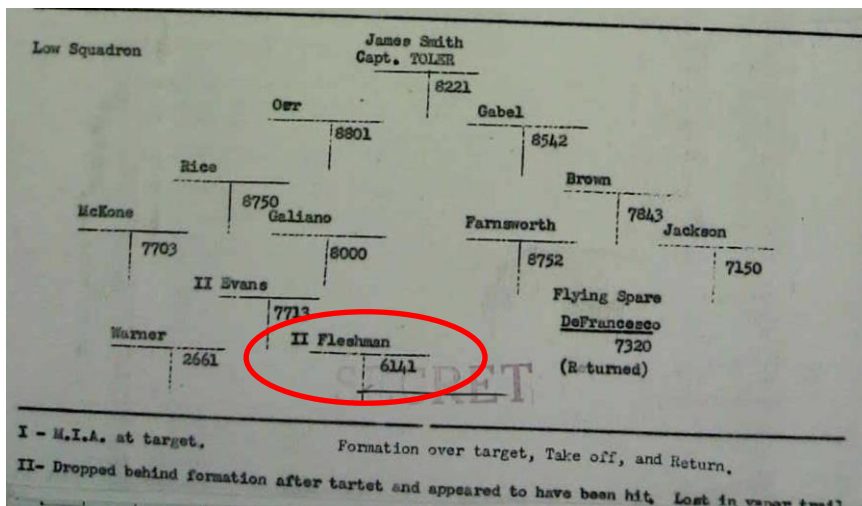 Low Squadron
James Smith
Capt. TOLER
8221
Orr
8801
Gabel
8542
Rice
8750
Brown
7843
McKone
7703
Galiano
8000
Farnsworth
8752
Jackson
7150
II Evans
7713
Flying Spare
DeFrancesco
7320
(Returned)
Warner
2661
II Fleshman
6141
SECRET
I - M.I.A. at target.
Formation over target, Take off, and Return.
II- Dropped behind formation after tartet and appeared to have been hit. Lost in vapor trail